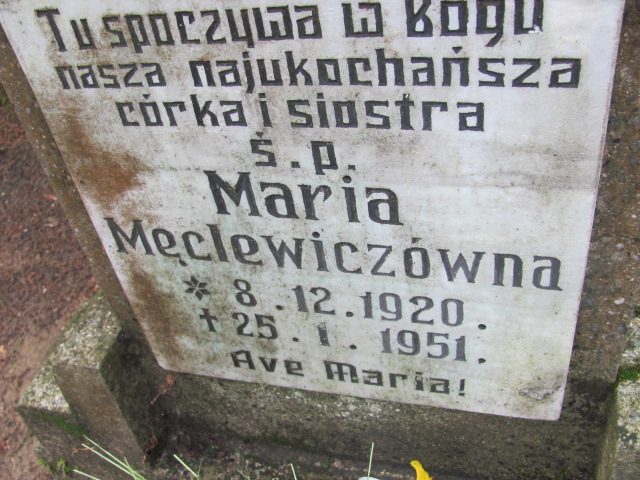 Tu spoczywa w Bogu
nasza najukochańsza
córka i siostra
ś. p.
Maria
Męclewiczówna
* 8. 12. 1920.
† 25. 1. 1951.
Ave Maria!